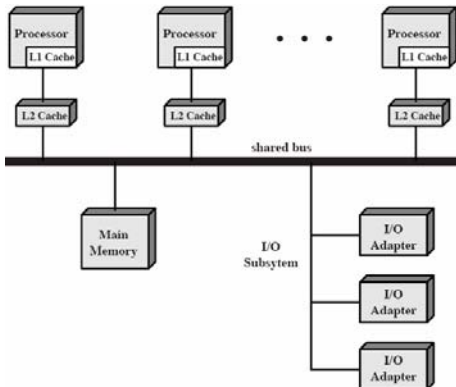 Processor
L1 Cache
Processor
L1 Cache
• • •
Processor
L1 Cache
L2 Cache
L2 Cache
L2 Cache
shared bus
Main
Memory
I/O
Subsytem
I/O
Adapter
I/O
Adapter
I/O
Adapter